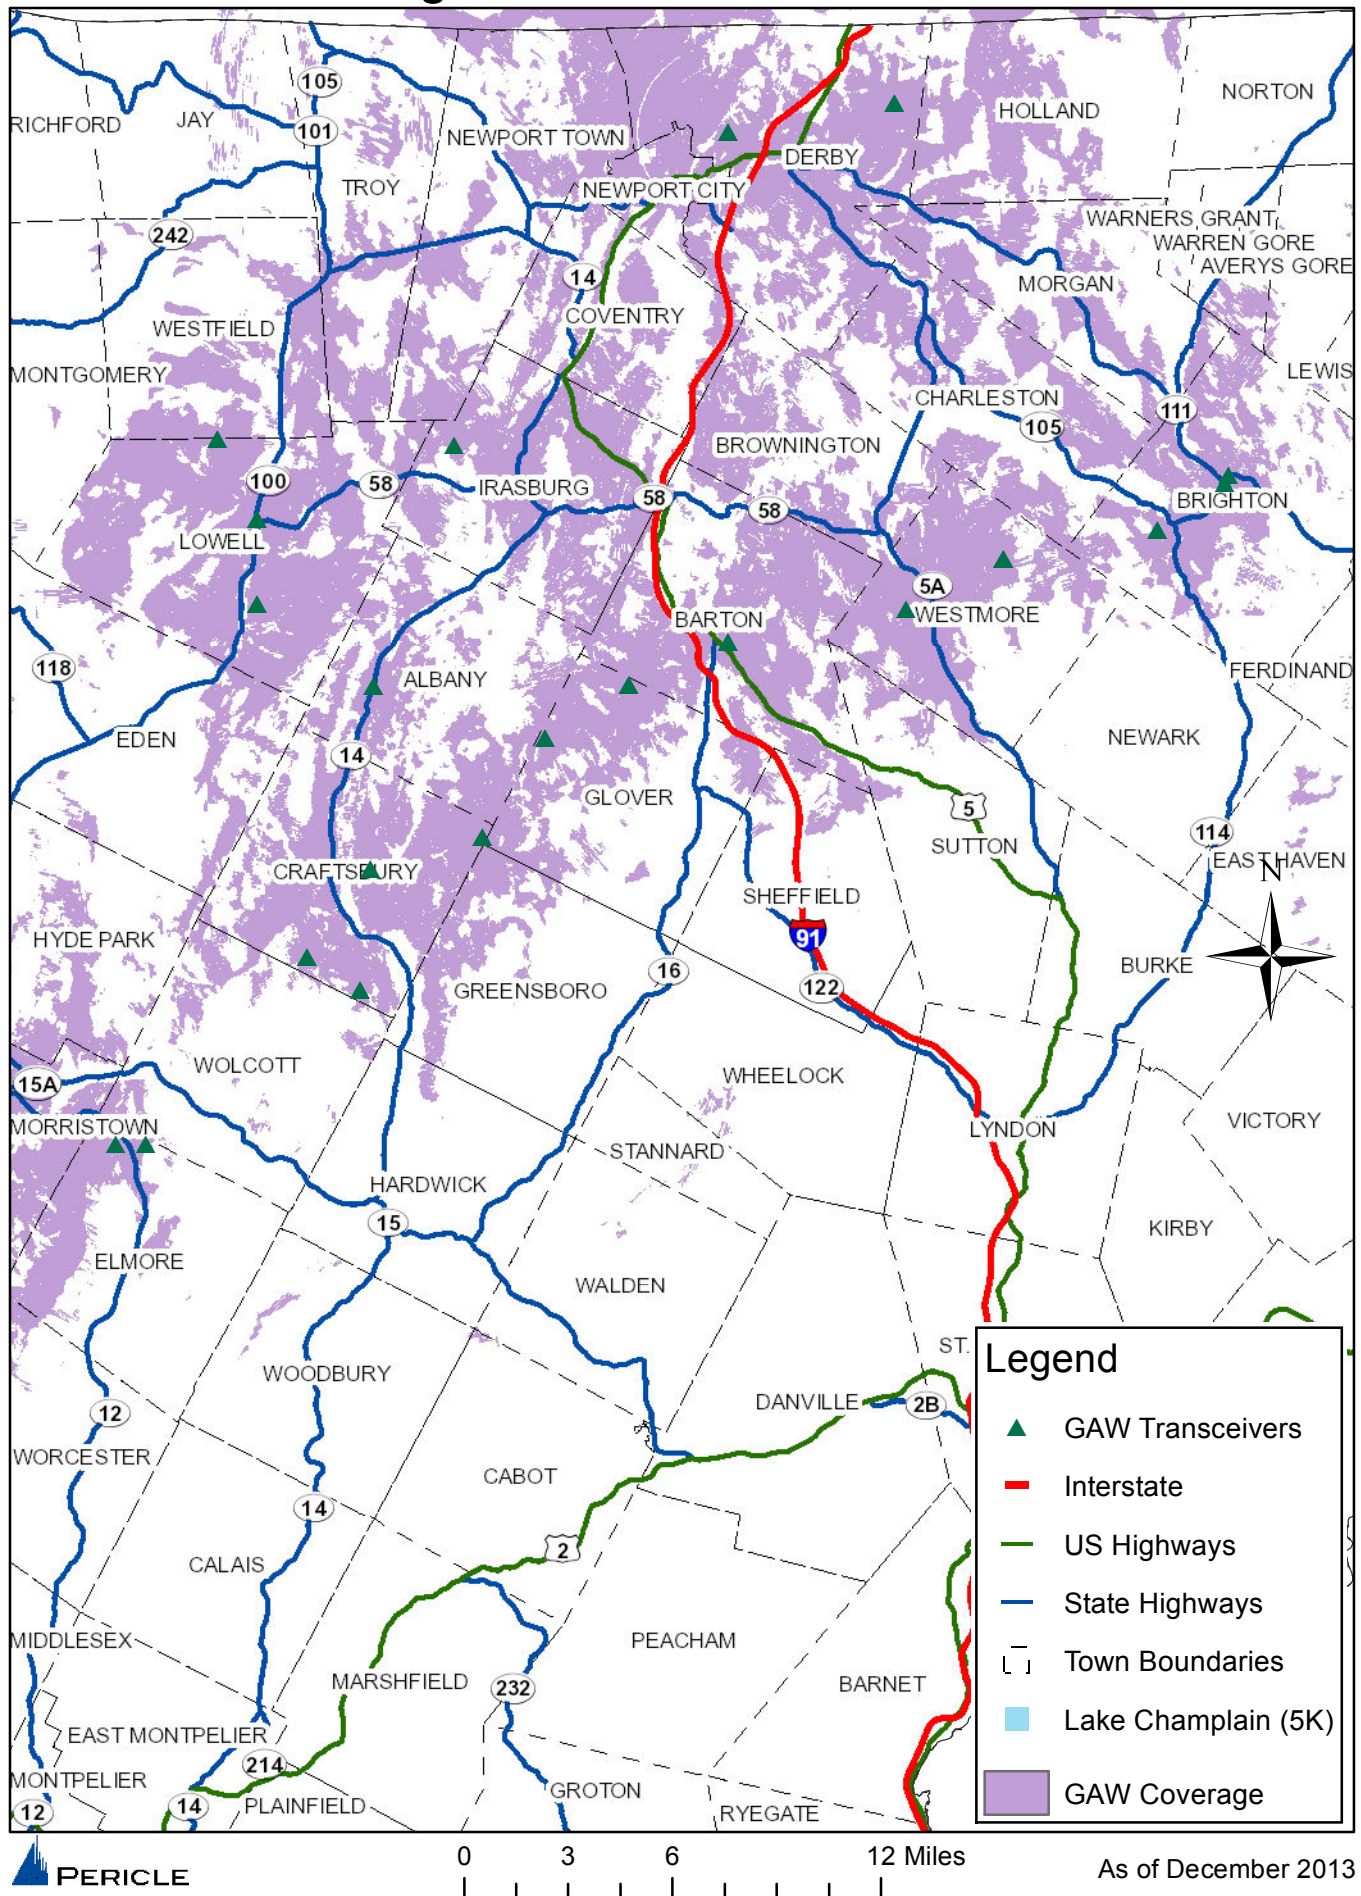 105
NORTON
HOLLAND
RICHFORD
JAY
101
NEWPORT TOWN
DERBY
TROY
NEWPORT CITY
WARNERS GRANT
242
WARREN GORE
AVERYS GORE
14
MORGAN
COVENTRY
WESTFIELD
MONTGOMERY
LEWIS
CHARLESTON
111
105
BROWNINGTON
100
58
IRASBURG
58
58
BRIGHTON
LOWELL
5A
WESTMORE
BARTON
118
ALBANY
FERDINAND
EDEN
NEWARK
14
GLOVER
5
114
SUTTON
EAST HAVEN
CRAFTSBURY
N
SHEFFIELD
HYDE PARK
91
16
BURKE
122
GREENSBORO
WOLCOTT
WHEELOCK
15A
VICTORY
MORRISTOWN
LYNDON
STANNARD
HARDWICK
15
KIRBY
ELMORE
WALDEN
ST.
Legend
WOODBURY
DANVILLE
2B
12
GAW Transceivers
WORCESTER
CABOT
Interstate
14
2
US Highways
CALAIS
State Highways
MIDDLESEX
PEACHAM
Town Boundaries
MARSHFIELD
232
BARNET
Lake Champlain (5K)
EAST MONTPELIER
214
MONTPELIER
GROTON
GAW Coverage
12
14
PLAINFIELD
RYEGATE
PERICLE
0 3 6 12 Miles
As of December 2013